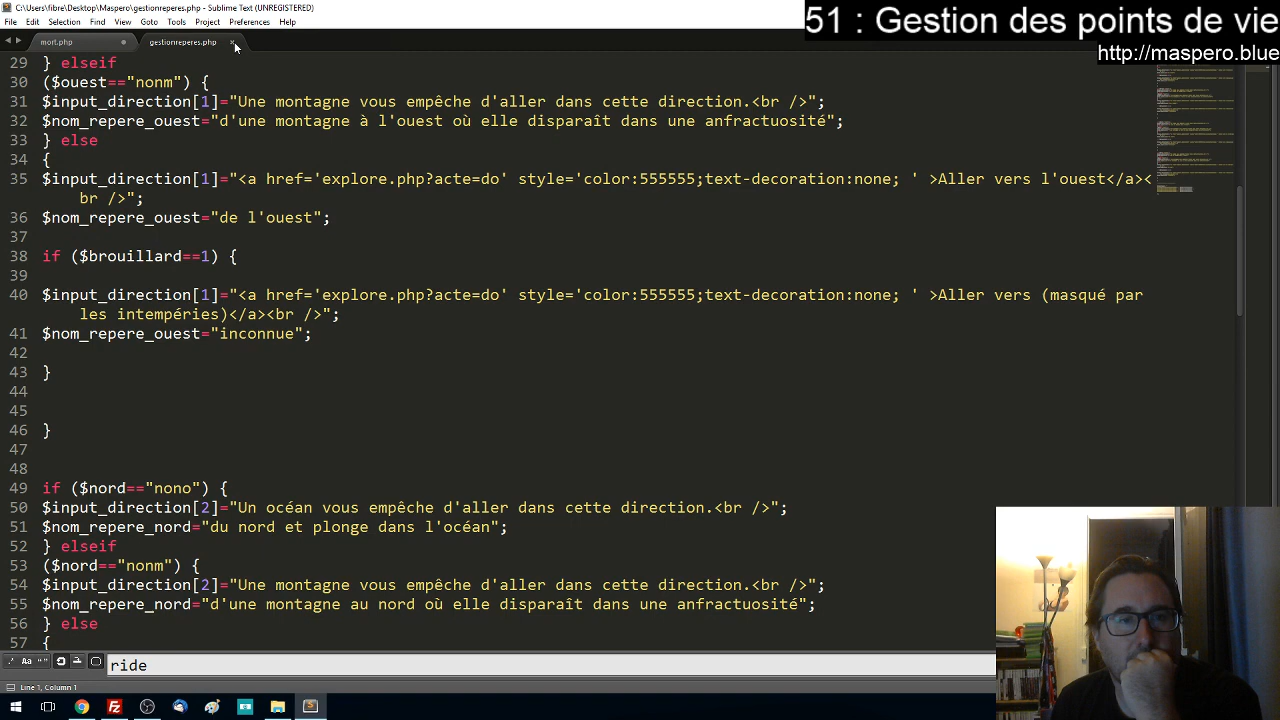 C:\Users\fibre\Desktop\Maspero\gestionreperes.php - Sublime Text (UNREGISTERED)
51 : Gestion des points de vie
http://maspero.blue
File Edit Selection Find View Goto Tools Project Preferences Help
mort.php
gestionreperes.php
29 } elseif
30 ($ouest=="nonm") {
31 $input_direction[1]="Une montagne vous empêche d'aller dans cette direction.<br />";
32 $nom_repere_ouest="d'une montagne à l'ouest où elle disparaît dans une anfractuosité";
33 } else
34 {
35 $input_direction[1]="<a href='explore.php?acte=do' style='color:555555;text-decoration:none; ' >Aller vers l'ouest</a><
br />";
36 $nom_repere_ouest="de l'ouest";
37
38 if ($brouillard==1) {
39
40 $input_direction[1]="<a href='explore.php?acte=do' style='color:555555;text-decoration:none; ' >Aller vers (masqué par
les intempéries)</a><br />";
41 $nom_repere_ouest="inconnue";
42
43 }
44
45
46 }
47
48
49 if ($nord=="nono") {
50 $input_direction[2]="Un océan vous empêche d'aller dans cette direction.<br />";
51 $nom_repere_nord="du nord et plonge dans l'océan";
52 } elseif
53 ($nord=="nonm") {
54 $input_direction[2]="Une montagne vous empêche d'aller dans cette direction.<br />";
55 $nom_repere_nord="d'une montagne au nord où elle disparaît dans une anfractuosité";
56 } else
57 {
.* Aa “”
ride
Line 1, Column 1